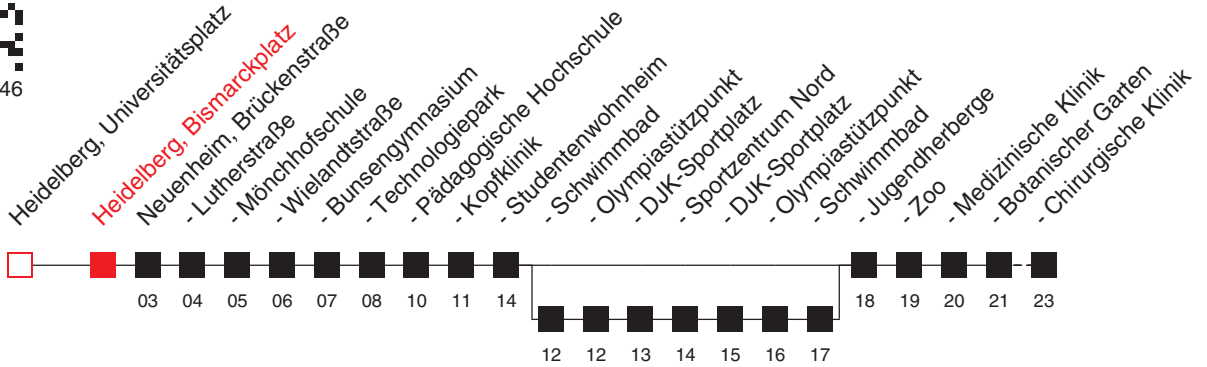 46
Heidelberg, Universitätsplatz
Heidelberg, Bismarckplatz
Neuenheim, Brückenstraße
- Lutherstraße
- Mönchhofschule
- Wielandtstraße
- Bunsengymnasium
- Technologiepark
- Pädagogische Hochschule
- Kopfklinik
- Studentenwohnheim
- Schwimmbad
- Olympiastützpunkt
- DJK-Sportplatz
- Sportzentrum Nord
- DJK-Sportplatz
- Olympiastützpunkt
- Schwimmbad
- Jugendherberge
- Zoo
- Medizinische Klinik
- Botanischer Garten
- Chirurgische Klinik
03 04 05 06 07 08 10 11 14 18 19 20 21 23
12 12 13 14 15 16 17